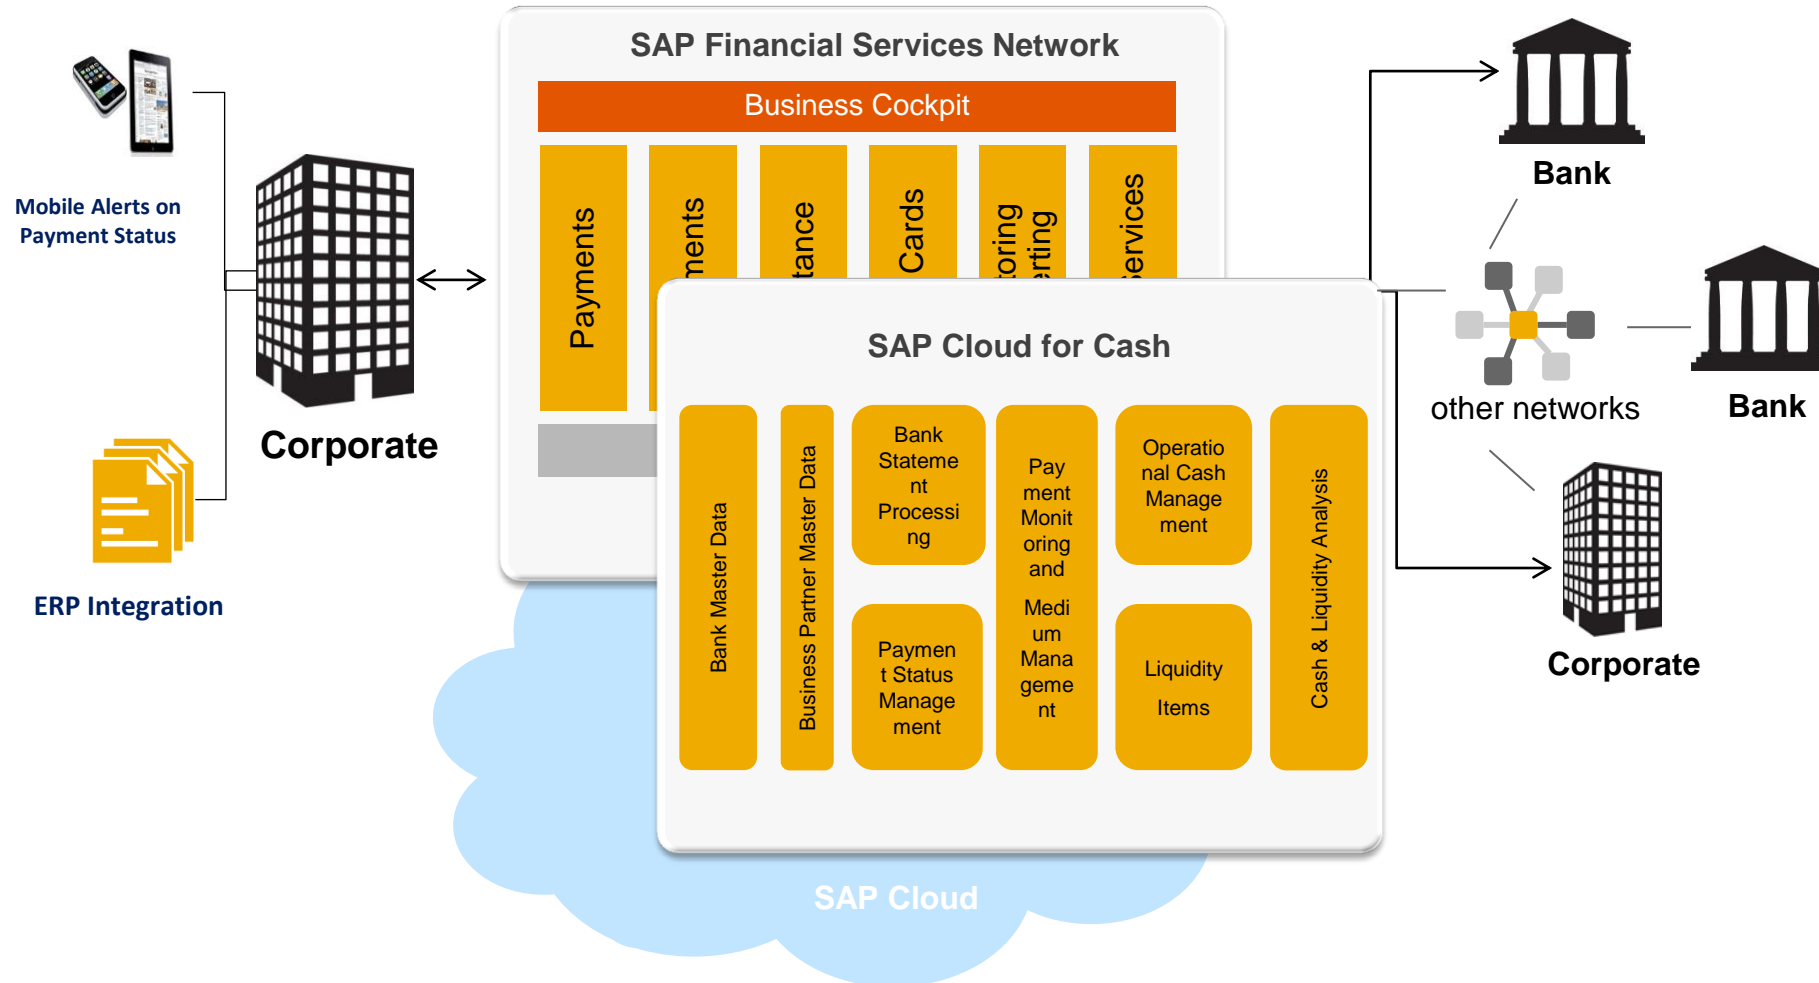 SAP Financial Services Network
Business Cockpit
Payments
ments
tance
Cards
toring
erting
Services
Mobile Alerts on
Payment Status
Corporate
ERP Integration
SAP Cloud for Cash
Bank Master Data
Business Partner Master Data
Bank
Stateme
nt
Processi
ng
Paymen
t Status
Manage
ment
Pay
ment
Monit
oring
and
Medi
um
Mana
geme
nt
Operatio
nal Cash
Manage
ment
Liquidity
Items
Cash & Liquidity Analysis
SAP Cloud
Bank
other networks
Bank
Corporate